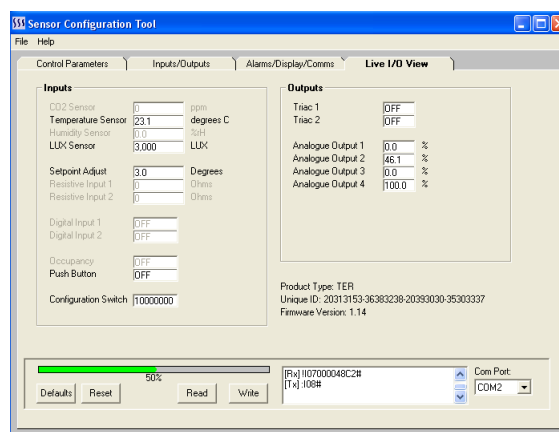 SSS Sensor Configuration Tool
File Help
Control Parameters Inputs/Outputs Alarms/Display/Comms Live I/O View
Inputs
CO2 Sensor 0 ppm
Temperature Sensor 23.1 degrees C
Humidity Sensor 0.0 %rH
LUX Sensor 3,000 LUX
Setpoint Adjust 3.0 Degrees
Resistive Input 1 0 Ohms
Resistive Input 2 0 Ohms
Digital Input 1 OFF
Digital Input 2 OFF
Occupancy OFF
Push Button OFF
Configuration Switch 10000000
Outputs
Triac 1 OFF
Triac 2 OFF
Analogue Output 1 0.0 %
Analogue Output 2 46.1 %
Analogue Output 3 0.0 %
Analogue Output 4 100.0 %
Product Type: TER
Unique ID: 20313153-36383238-20393030-35303337
Firmware Version: 1.14
50%
Defaults Reset Read Write
[Rx] !I07000048C2#
[Tx] :I08#
Com Port:
COM2